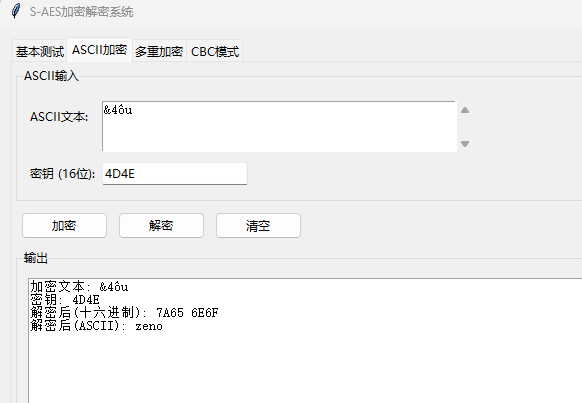 S-AES加密解密系统
基本测试 ASCII加密 多重加密 CBC模式
ASCII输入
ASCII文本: &4ôu
密钥 (16位): 4D4E
加密 解密 清空
输出
加密文本: &4ôu
密钥: 4D4E
解密后(十六进制): 7A65 6E6F
解密后(ASCII): zeno